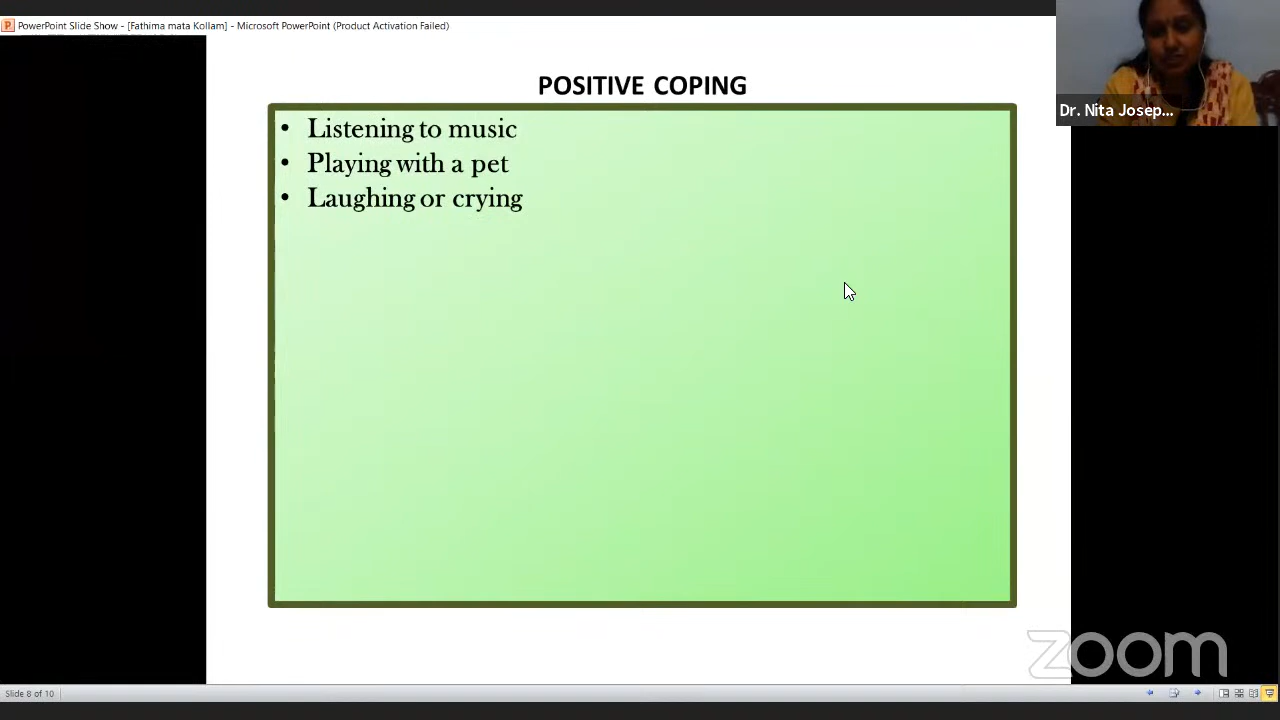 PowerPoint Slide Show - [Fathima mata Kollam] - Microsoft PowerPoint (Product Activation Failed)
POSITIVE COPING
Dr. Nita Josep...
• Listening to music
• Playing with a pet
• Laughing or crying
zoom
Slide 8 of 10